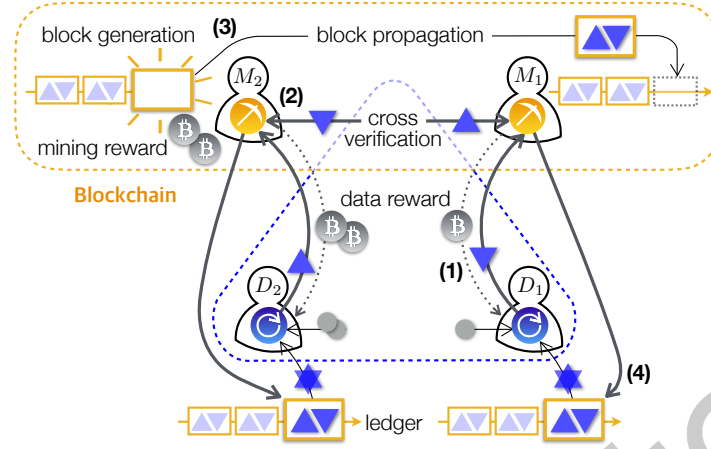 (3)
block generation
block propagation
M₂
(2)
M₁
cross
verification
mining reward
₿
₿
Blockchain
data reward
₿
₿
₿
(1)
D₂
D₁
(4)
ledger